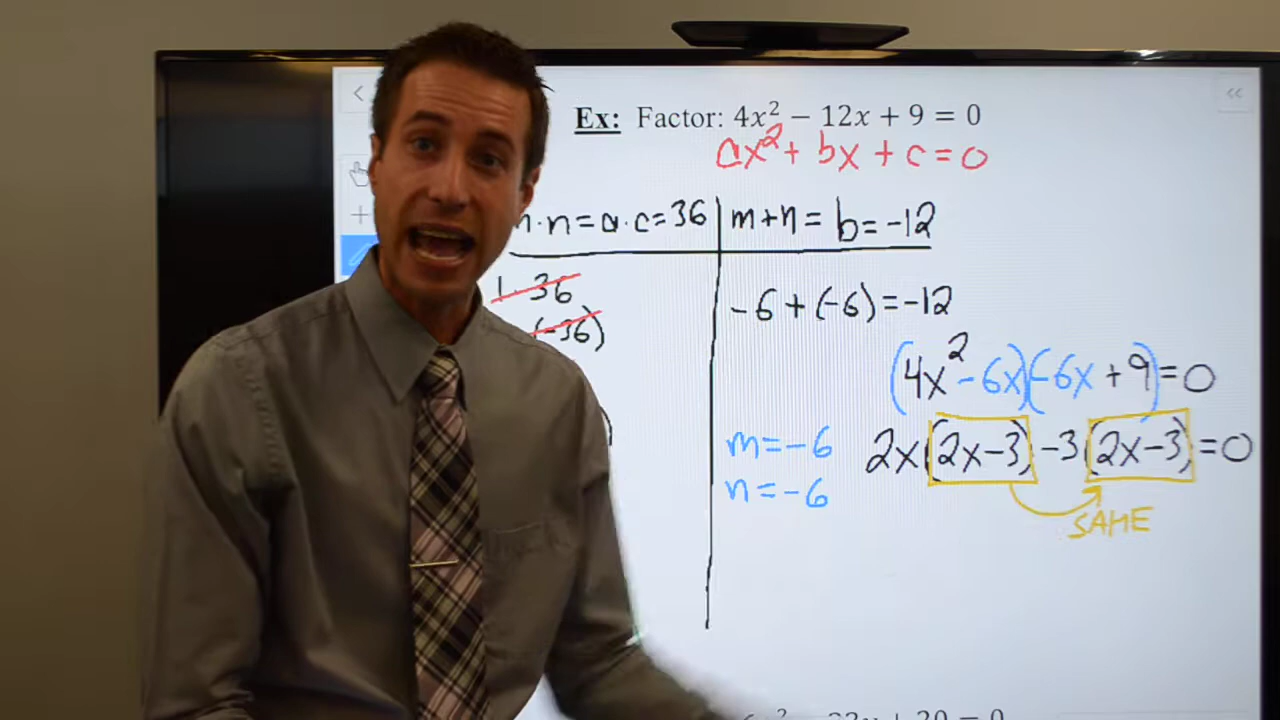 Ex: Factor: 4x² − 12x + 9 = 0
ax² + bx + c = 0
· n = a · c = 36
m + n = b = -12
1 · 36
(-36)
-6 + (-6) = -12
(4x² - 6x)(-6x + 9) = 0
m = -6
2x(2x-3) -3(2x-3) = 0
n = -6
SAME